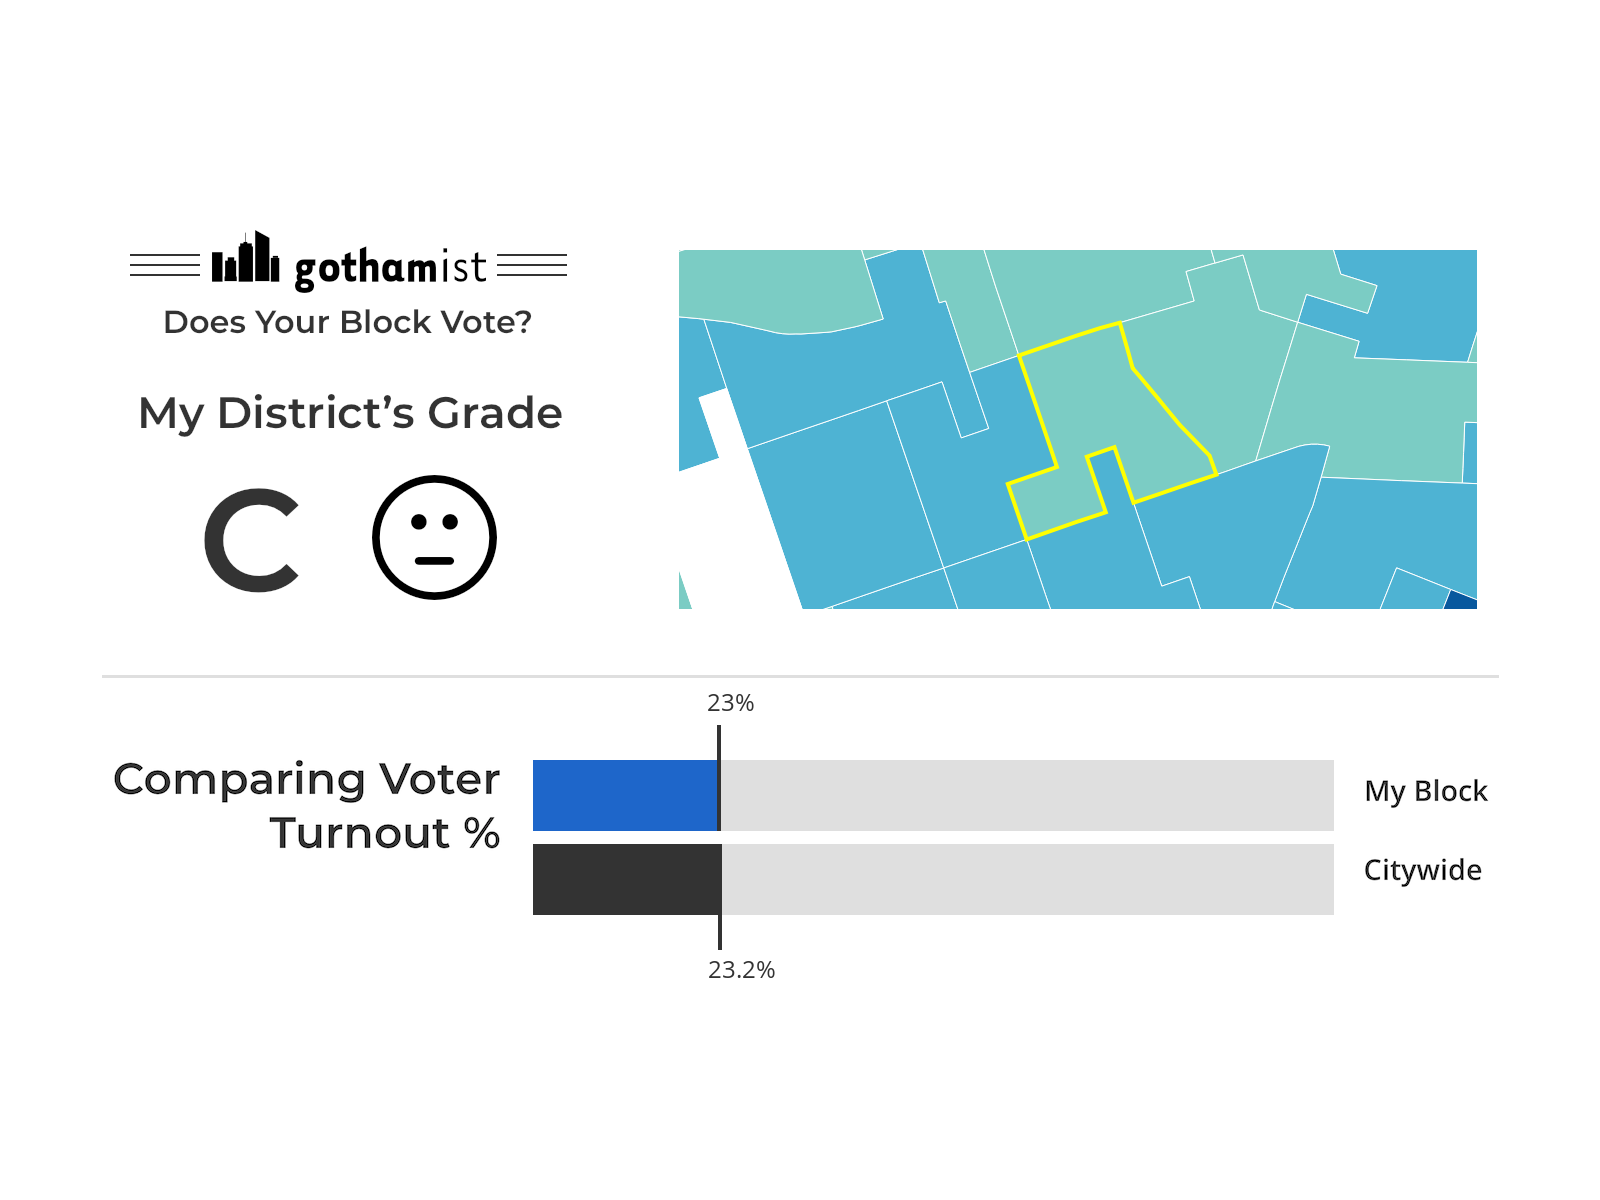 gothamist
Does Your Block Vote?
My District’s Grade
C
23%
Comparing Voter
Turnout %
My Block
Citywide
23.2%